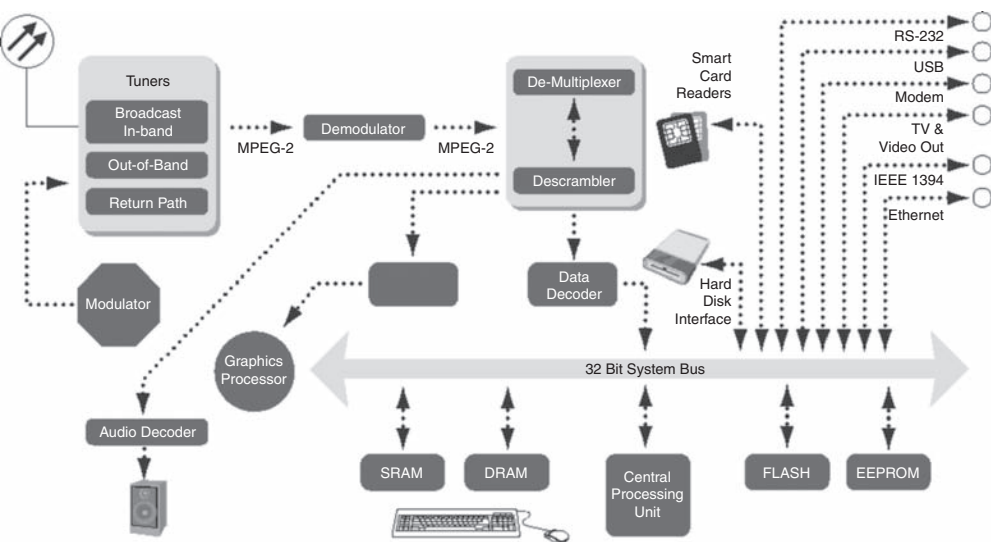 Tuners
Broadcast
In-band
Out-of-Band
Return Path
MPEG-2
Demodulator
MPEG-2
De-Multiplexer
Descrambler
Smart
Card
Readers
RS-232
USB
Modem
TV &
Video Out
IEEE 1394
Ethernet
Modulator
Data
Decoder
Hard
Disk
Interface
Graphics
Processor
32 Bit System Bus
Audio Decoder
SRAM
DRAM
Central
Processing
Unit
FLASH
EEPROM